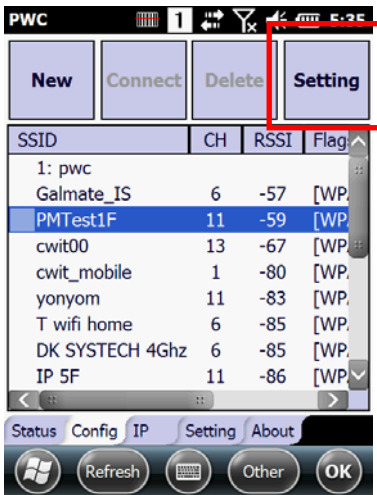 PWC 1 5:35
New Connect Delete Setting
SSID CH RSSI Flag
1: pwc
Galmate_IS 6 -57 [WP
PMTest1F 11 -59 [WP
cwit00 13 -67 [WP
cwit_mobile 1 -80 [WP
yonyom 11 -83 [WP
T wifi home 6 -85 [WP
DK SYSTECH 4Ghz 6 -85 [WP
IP 5F 11 -86 [WP
Status Config IP Setting About
Refresh Other OK